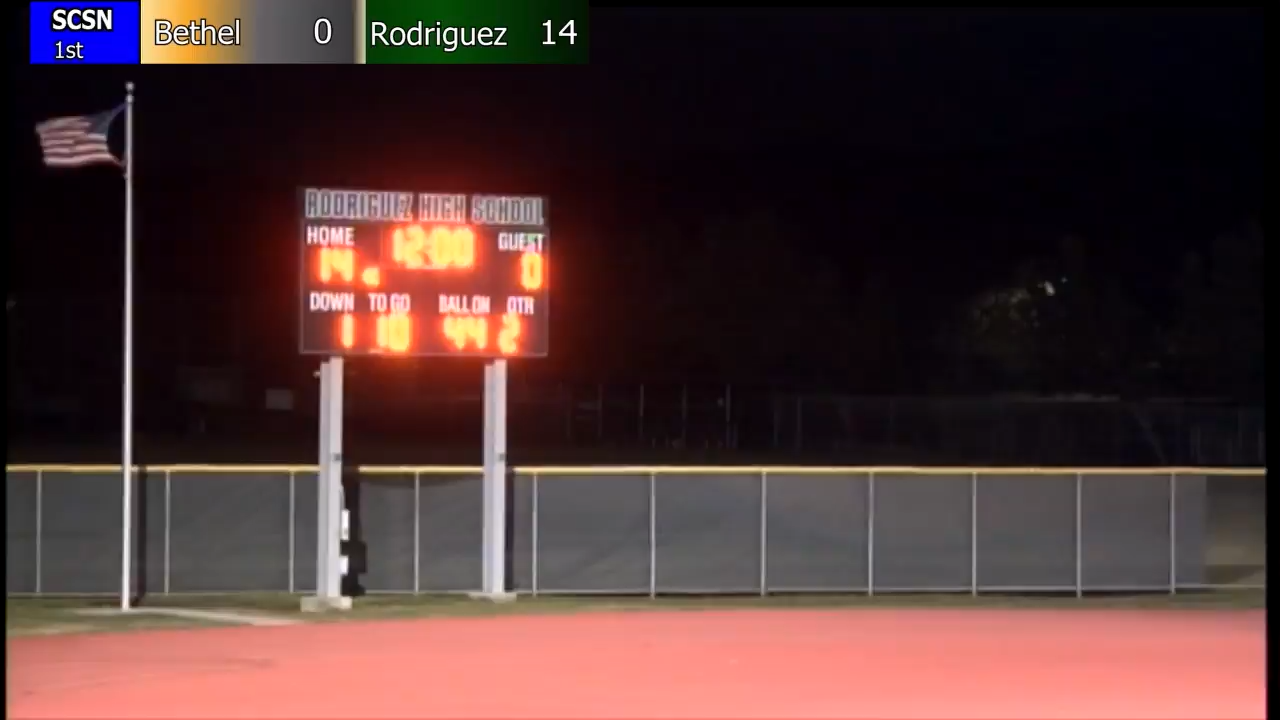 SCSN
1st
Bethel 0 Rodriguez 14
RODRIGUEZ HIGH SCHOOL
HOME 12:00 GUEST
14 0
DOWN TO GO BALL ON QTR
1 10 44 2